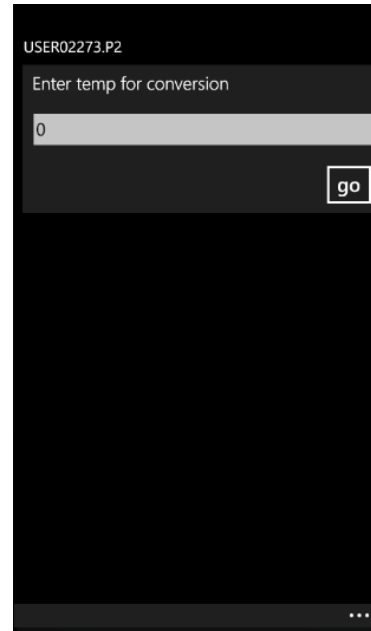 USER02273.P2
Enter temp for conversion
0
go
...